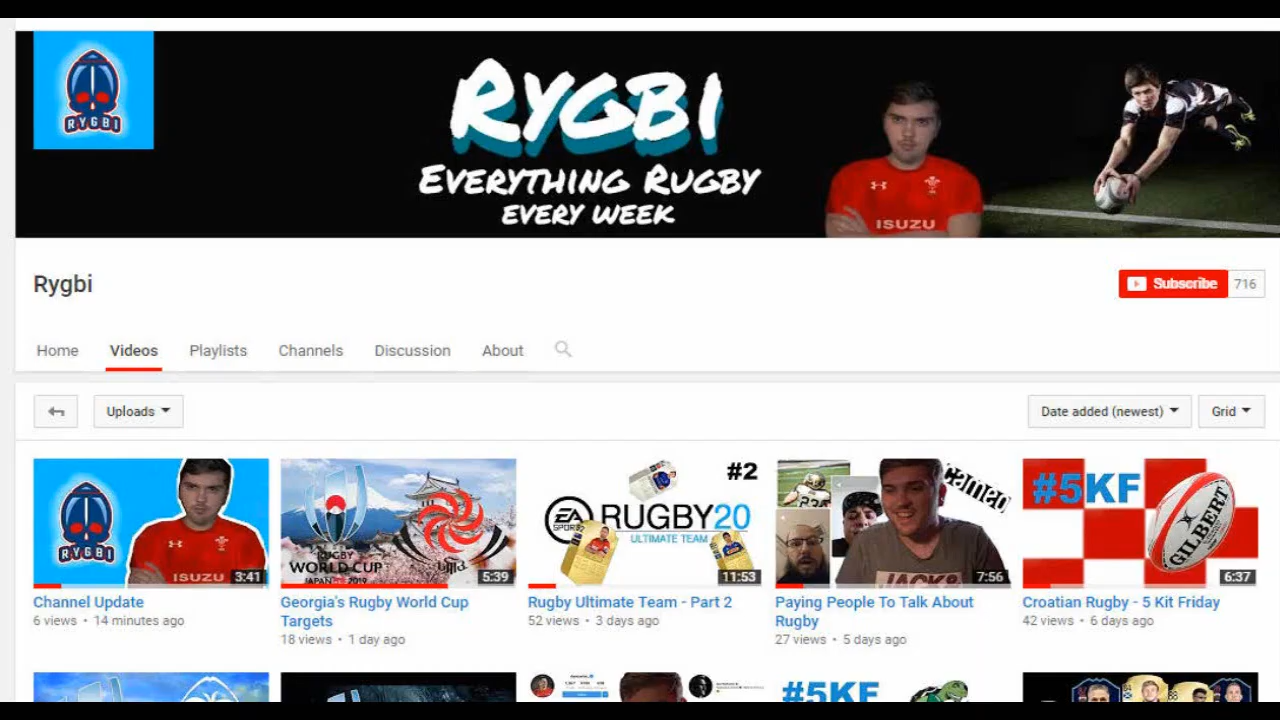 RYGBI
RYGBI
EVERYTHING RUGBY
EVERY WEEK
ISUZU
Rygbi
Subscribe 716
Home Videos Playlists Channels Discussion About
Uploads
Date added (newest) Grid
RYGBI
ISUZU
3:41
RUGBY
WORLD CUP
JAPAN 2019
5:39
#2
EA
SPORTS
RUGBY20
ULTIMATE TEAM
11:53
cameo
JACK&
7:56
#5KF
GILBERT
6:37
Channel Update
6 views • 14 minutes ago
Georgia's Rugby World Cup
Targets
18 views • 1 day ago
Rugby Ultimate Team - Part 2
52 views • 3 days ago
Paying People To Talk About
Rugby
27 views • 5 days ago
Croatian Rugby - 5 Kit Friday
42 views • 6 days ago
#5KF